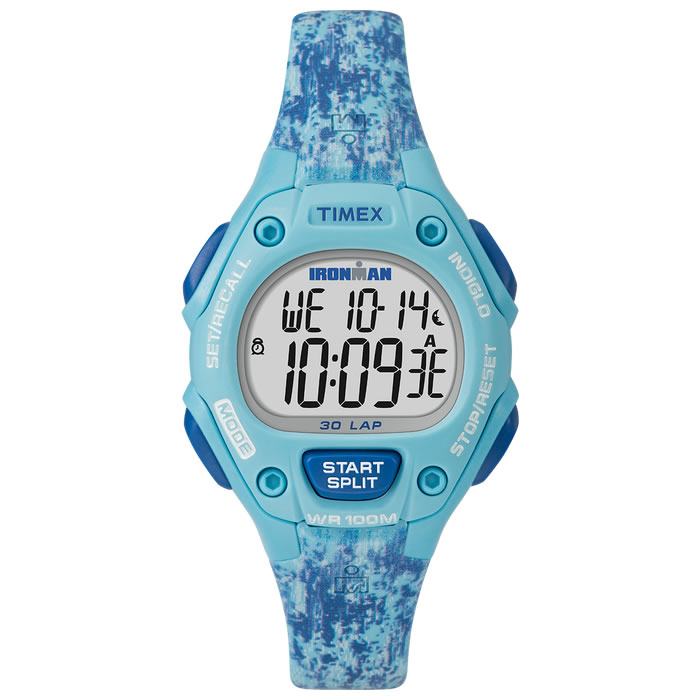 TIMEX
IRONMAN
SET/RECALL
INDIGLO
WE 10-14
A
10:09 3E
MODE
STOP/RESET
30 LAP
START
SPLIT
WR 100M